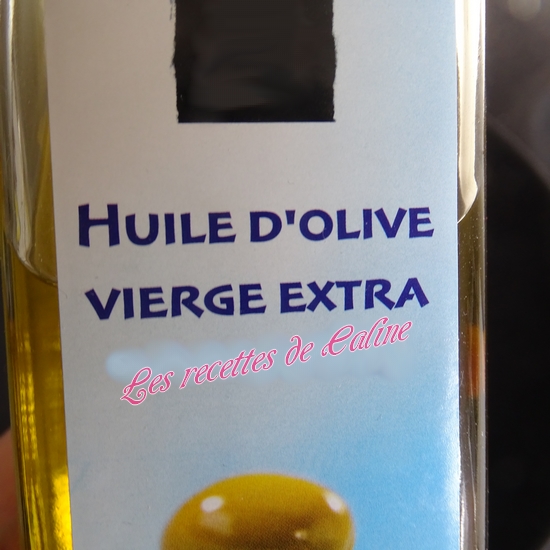 HUILE D'OLIVE
VIERGE EXTRA
Les recettes de Caline